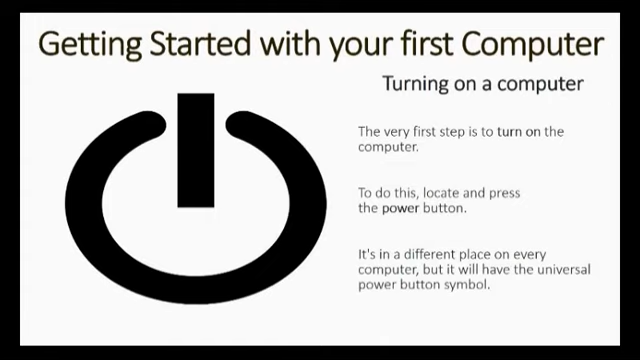 Getting Started with your first Computer
Turning on a computer
The very first step is to turn on the
computer.
To do this, locate and press
the power button.
It's in a different place on every
computer, but it will have the universal
power button symbol.